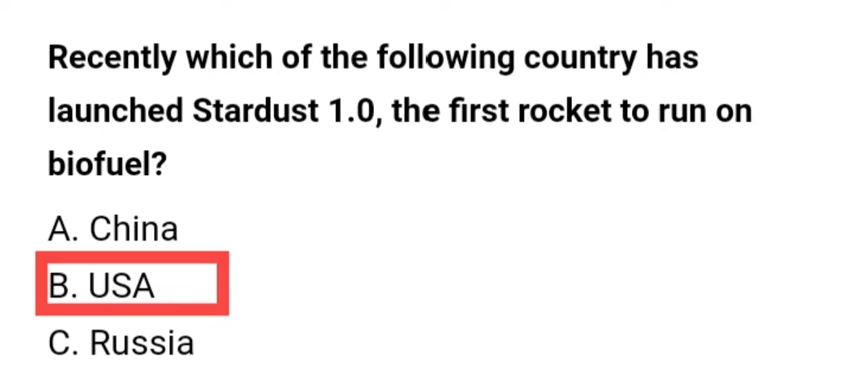 Recently which of the following country has
launched Stardust 1.0, the first rocket to run on
biofuel?
A. China
B. USA
C. Russia